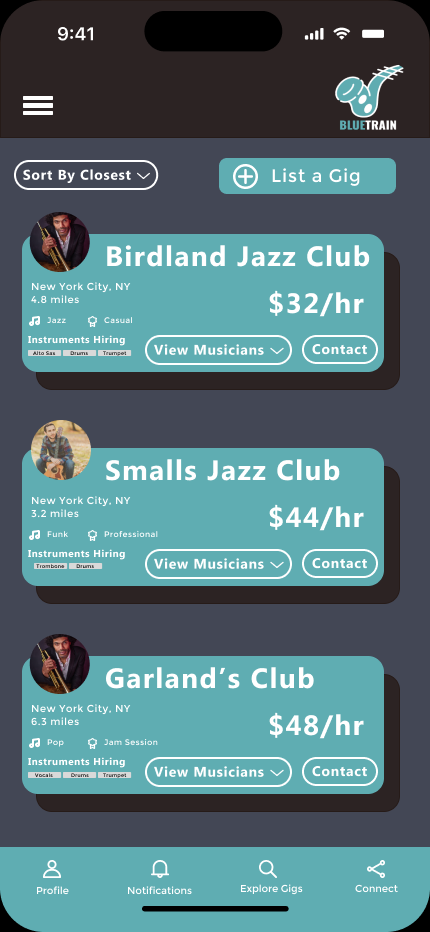 9:41
BLUETRAIN
Sort By Closest
List a Gig
Birdland Jazz Club
New York City, NY
4.8 miles
$32/hr
Jazz
Casual
Instruments Hiring
Alto Sax
Drums
Trumpet
View Musicians
Contact
Smalls Jazz Club
New York City, NY
3.2 miles
$44/hr
Funk
Professional
Instruments Hiring
Trombone
Drums
View Musicians
Contact
Garland’s Club
New York City, NY
6.3 miles
$48/hr
Pop
Jam Session
Instruments Hiring
Vocals
Drums
Trumpet
View Musicians
Contact
Profile
Notifications
Explore Gigs
Connect